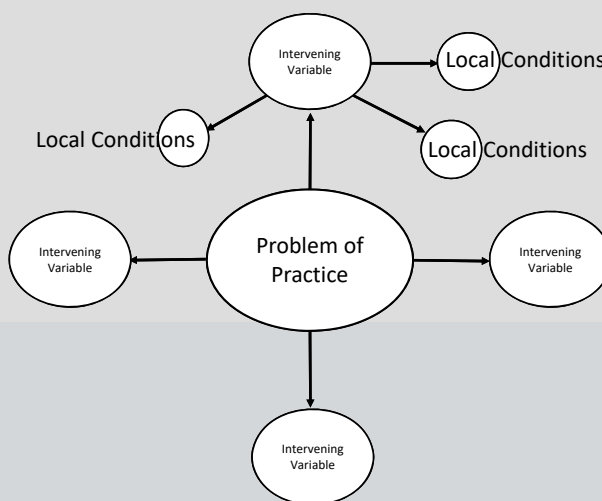 Intervening
Variable
Local Conditions
Local Conditions
Local Conditions
Problem of
Practice
Intervening
Variable
Intervening
Variable
Intervening
Variable